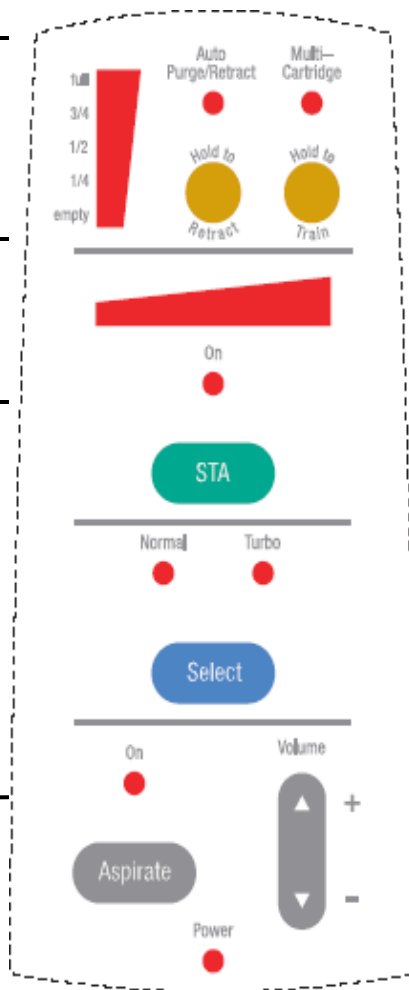 Auto
Purge/Retract
Multi—
Cartridge
full
3/4
1/2
1/4
empty
Hold to
Retract
Hold to
Train
On
STA
Normal
Turbo
Select
On
Volume
+
Aspirate
-
Power